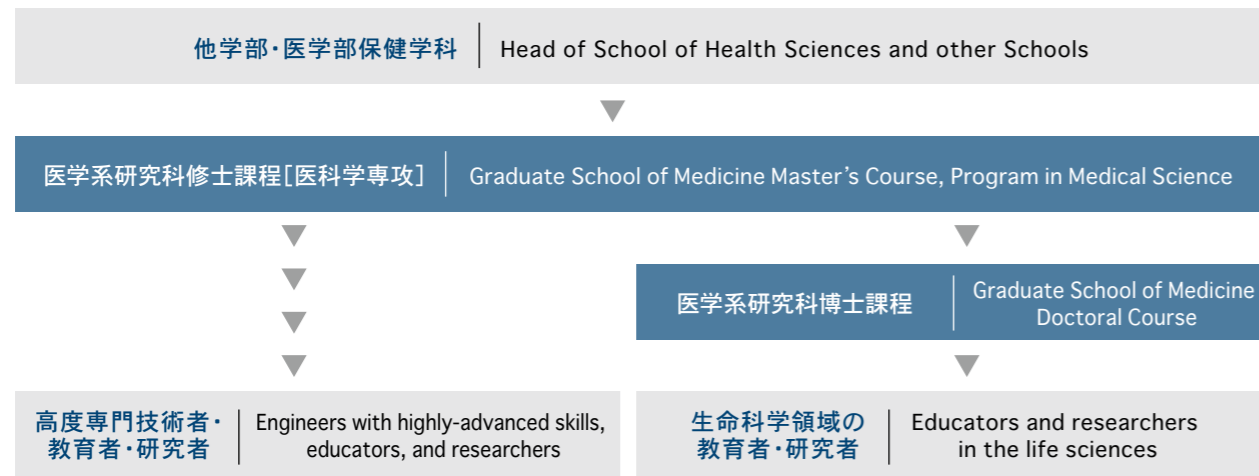 他学部・医学部保健学科 Head of School of Health Sciences and other Schools
医学系研究科修士課程[医科学専攻] Graduate School of Medicine Master's Course, Program in Medical Science
医学系研究科博士課程
Graduate School of Medicine
Doctoral Course
高度専門技術者・
教育者・研究者
Engineers with highly-advanced skills,
educators, and researchers
生命科学領域の
教育者・研究者
Educators and researchers
in the life sciences